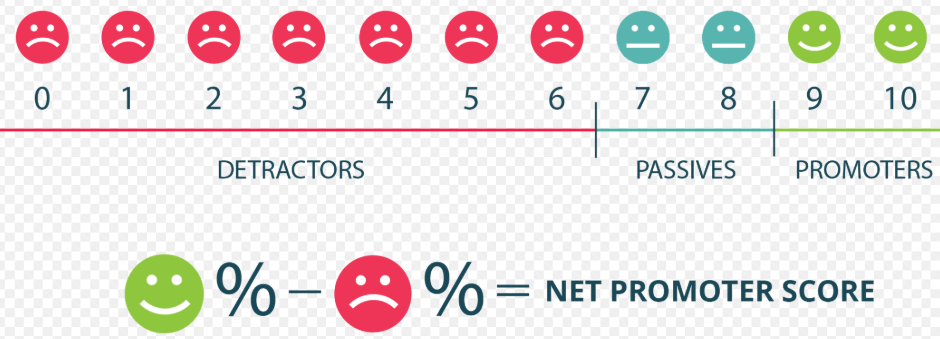 0 1 2 3 4 5 6 7 8 9 10
DETRACTORS PASSIVES PROMOTERS
% – % = NET PROMOTER SCORE